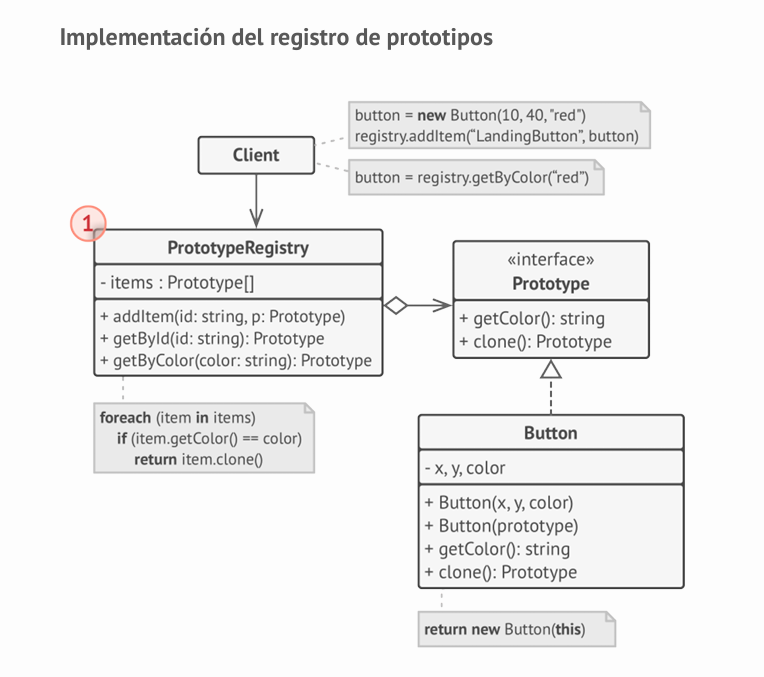 Implementación del registro de prototipos
button = new Button(10, 40, "red")
registry.addItem(“LandingButton”, button)
Client
button = registry.getByColor(“red”)
1
PrototypeRegistry
- items : Prototype[]
+ addItem(id: string, p: Prototype)
+ getById(id: string): Prototype
+ getByColor(color: string): Prototype
«interface»
Prototype
+ getColor(): string
+ clone(): Prototype
foreach (item in items)
if (item.getColor() == color)
return item.clone()
Button
- x, y, color
+ Button(x, y, color)
+ Button(prototype)
+ getColor(): string
+ clone(): Prototype
return new Button(this)